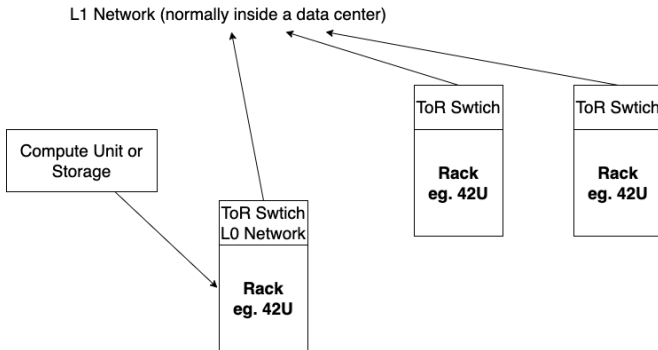 L1 Network (normally inside a data center)
ToR Swtich
ToR Swtich
Rack
eg. 42U
Rack
eg. 42U
Compute Unit or
Storage
ToR Swtich
L0 Network
Rack
eg. 42U